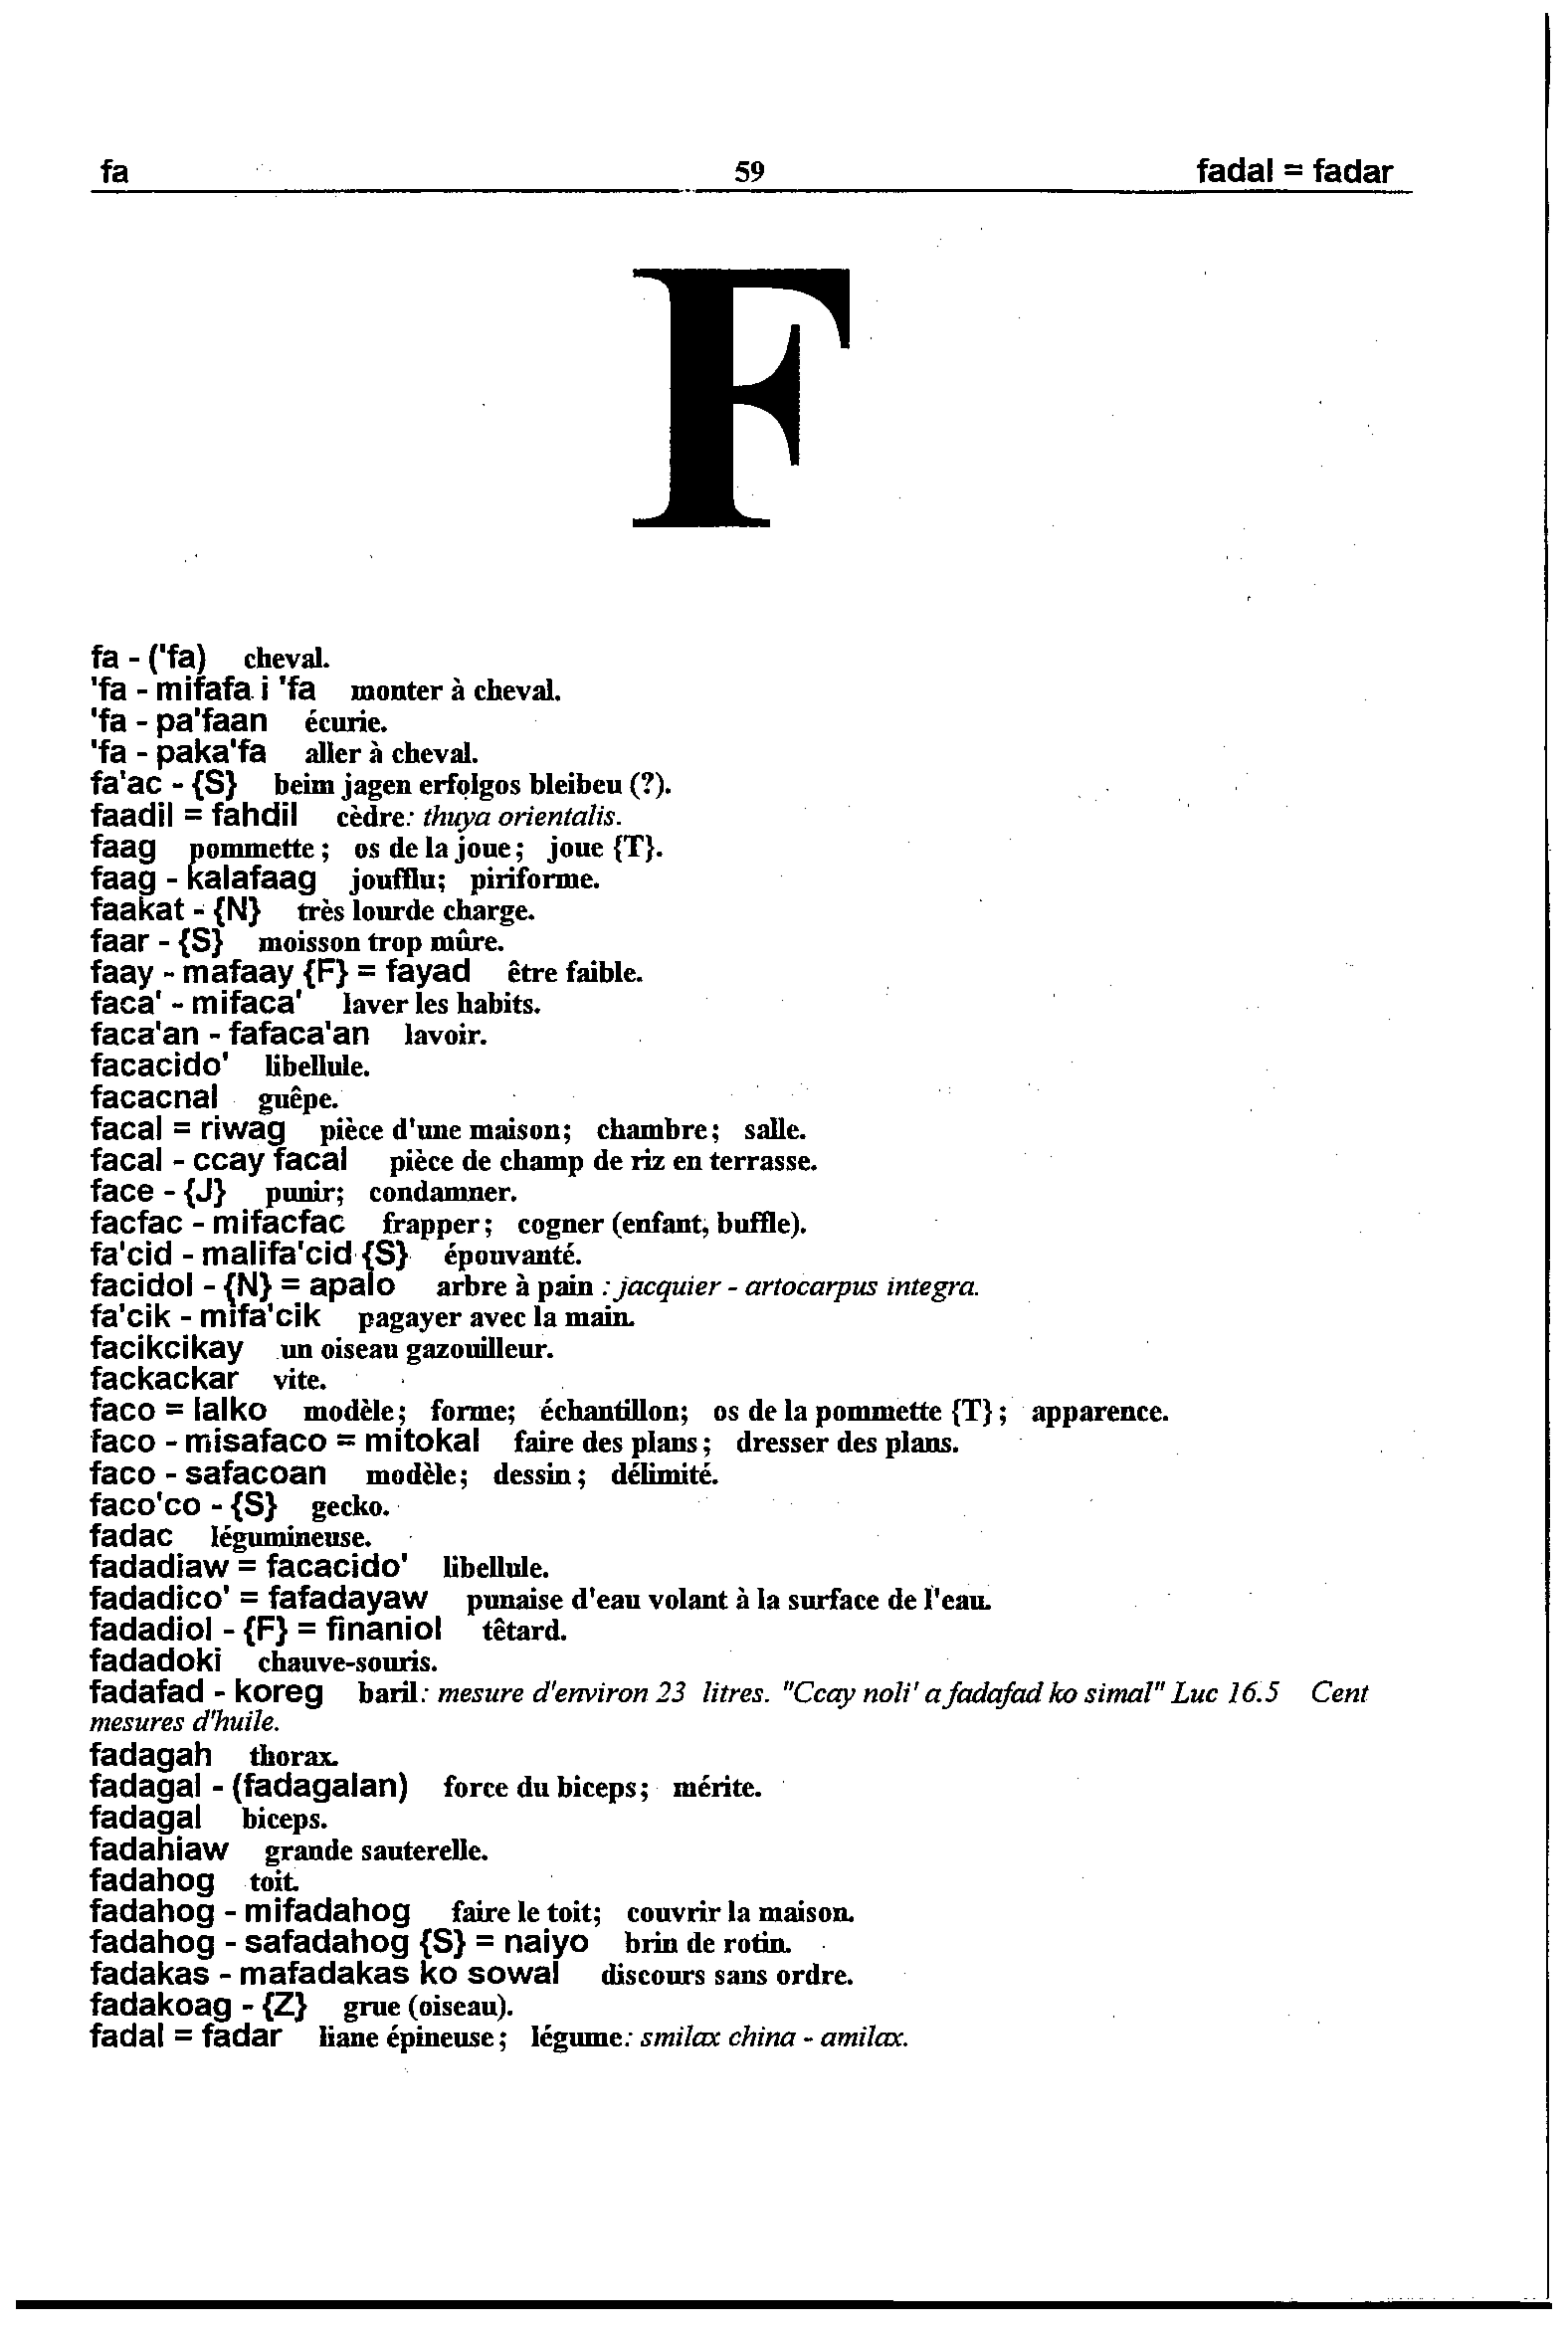 fa 59 fadal = fadar
F
fa - ('fa) cheval.
'fa - mifafa i 'fa monter à cheval.
'fa - pa'faan écurie.
'fa - paka'fa aller à cheval.
fa'ac - {S} beim jagen erfolgos bleibeu (?).
faadil = fahdil cèdre: thuya orientalis.
faag pommette ; os de la joue ; joue {T}.
faag - kalafaag joufflu; piriforme.
faakat - {N} très lourde charge.
faar - {S} moisson trop mûre.
faay - mafaay {F} = fayad être faible.
faca' - mifaca' laver les habits.
faca'an - fafaca'an lavoir.
facacido' libellule.
facacnal guêpe.
facal = riwag pièce d'une maison; chambre ; salle.
facal - ccay facal pièce de champ de riz en terrasse.
face - {J} punir; condamner.
facfac - mifacfac frapper ; cogner (enfant, buffle).
fa'cid - malifa'cid {S} épouvanté.
facidol - {N} = apalo arbre à pain : jacquier - artocarpus integra.
fa'cik - mifa'cik pagayer avec la main.
facikcikay un oiseau gazouilleur.
fackackar vite.
faco = lalko modèle ; forme; échantillon; os de la pommette {T} ; apparence.
faco - misafaco = mitokal faire des plans ; dresser des plans.
faco - safacoan modèle; dessin ; délimité.
faco'co - {S} gecko.
fadac légumineuse.
fadadiaw = facacido' libellule.
fadadico' = fafadayaw punaise d'eau volant à la surface de l'eau.
fadadiol - {F} = finaniol têtard.
fadadoki chauve-souris.
fadafad - koreg baril: mesure d'environ 23 litres. "Ccay noli' a fadafad ko simal" Luc 16.5 Cent
mesures d'huile.
fadagah thorax.
fadagal - (fadagalan) force du biceps ; mérite.
fadagal biceps.
fadahiaw grande sauterelle.
fadahog toit.
fadahog - mifadahog faire le toit; couvrir la maison.
fadahog - safadahog {S} = naiyo brin de rotin.
fadakas - mafadakas ko sowal discours sans ordre.
fadakoag - {Z} grue (oiseau).
fadal = fadar liane épineuse ; légume: smilax china - amilax.